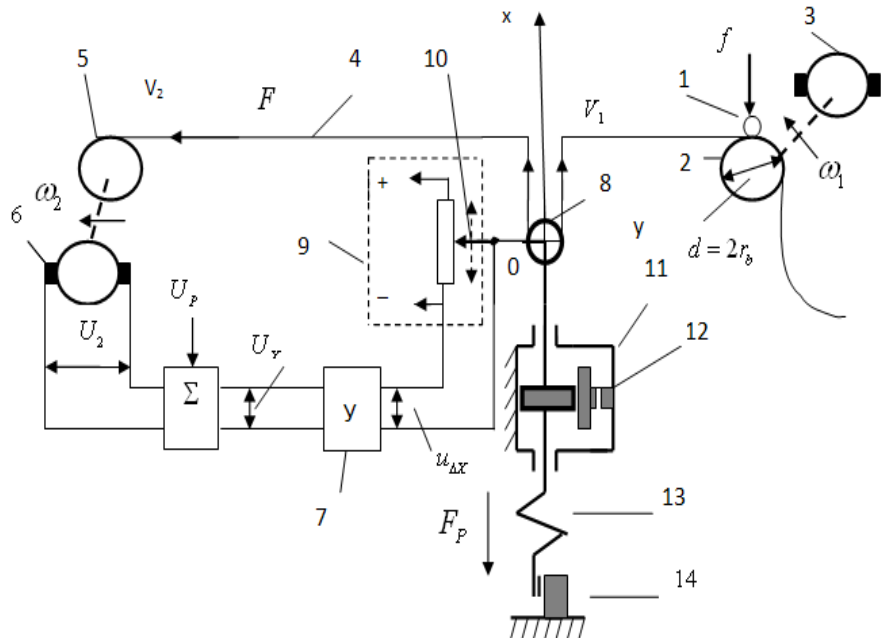 x
3
5
V₂
4
10
f
1
F
V₁
2
ω₁
8
+
ω₂
9
6
0
y
d = 2r_b
11
−
U_P
12
U₂
U_Y
Σ
y
u_ΔX
7
13
F_P
14